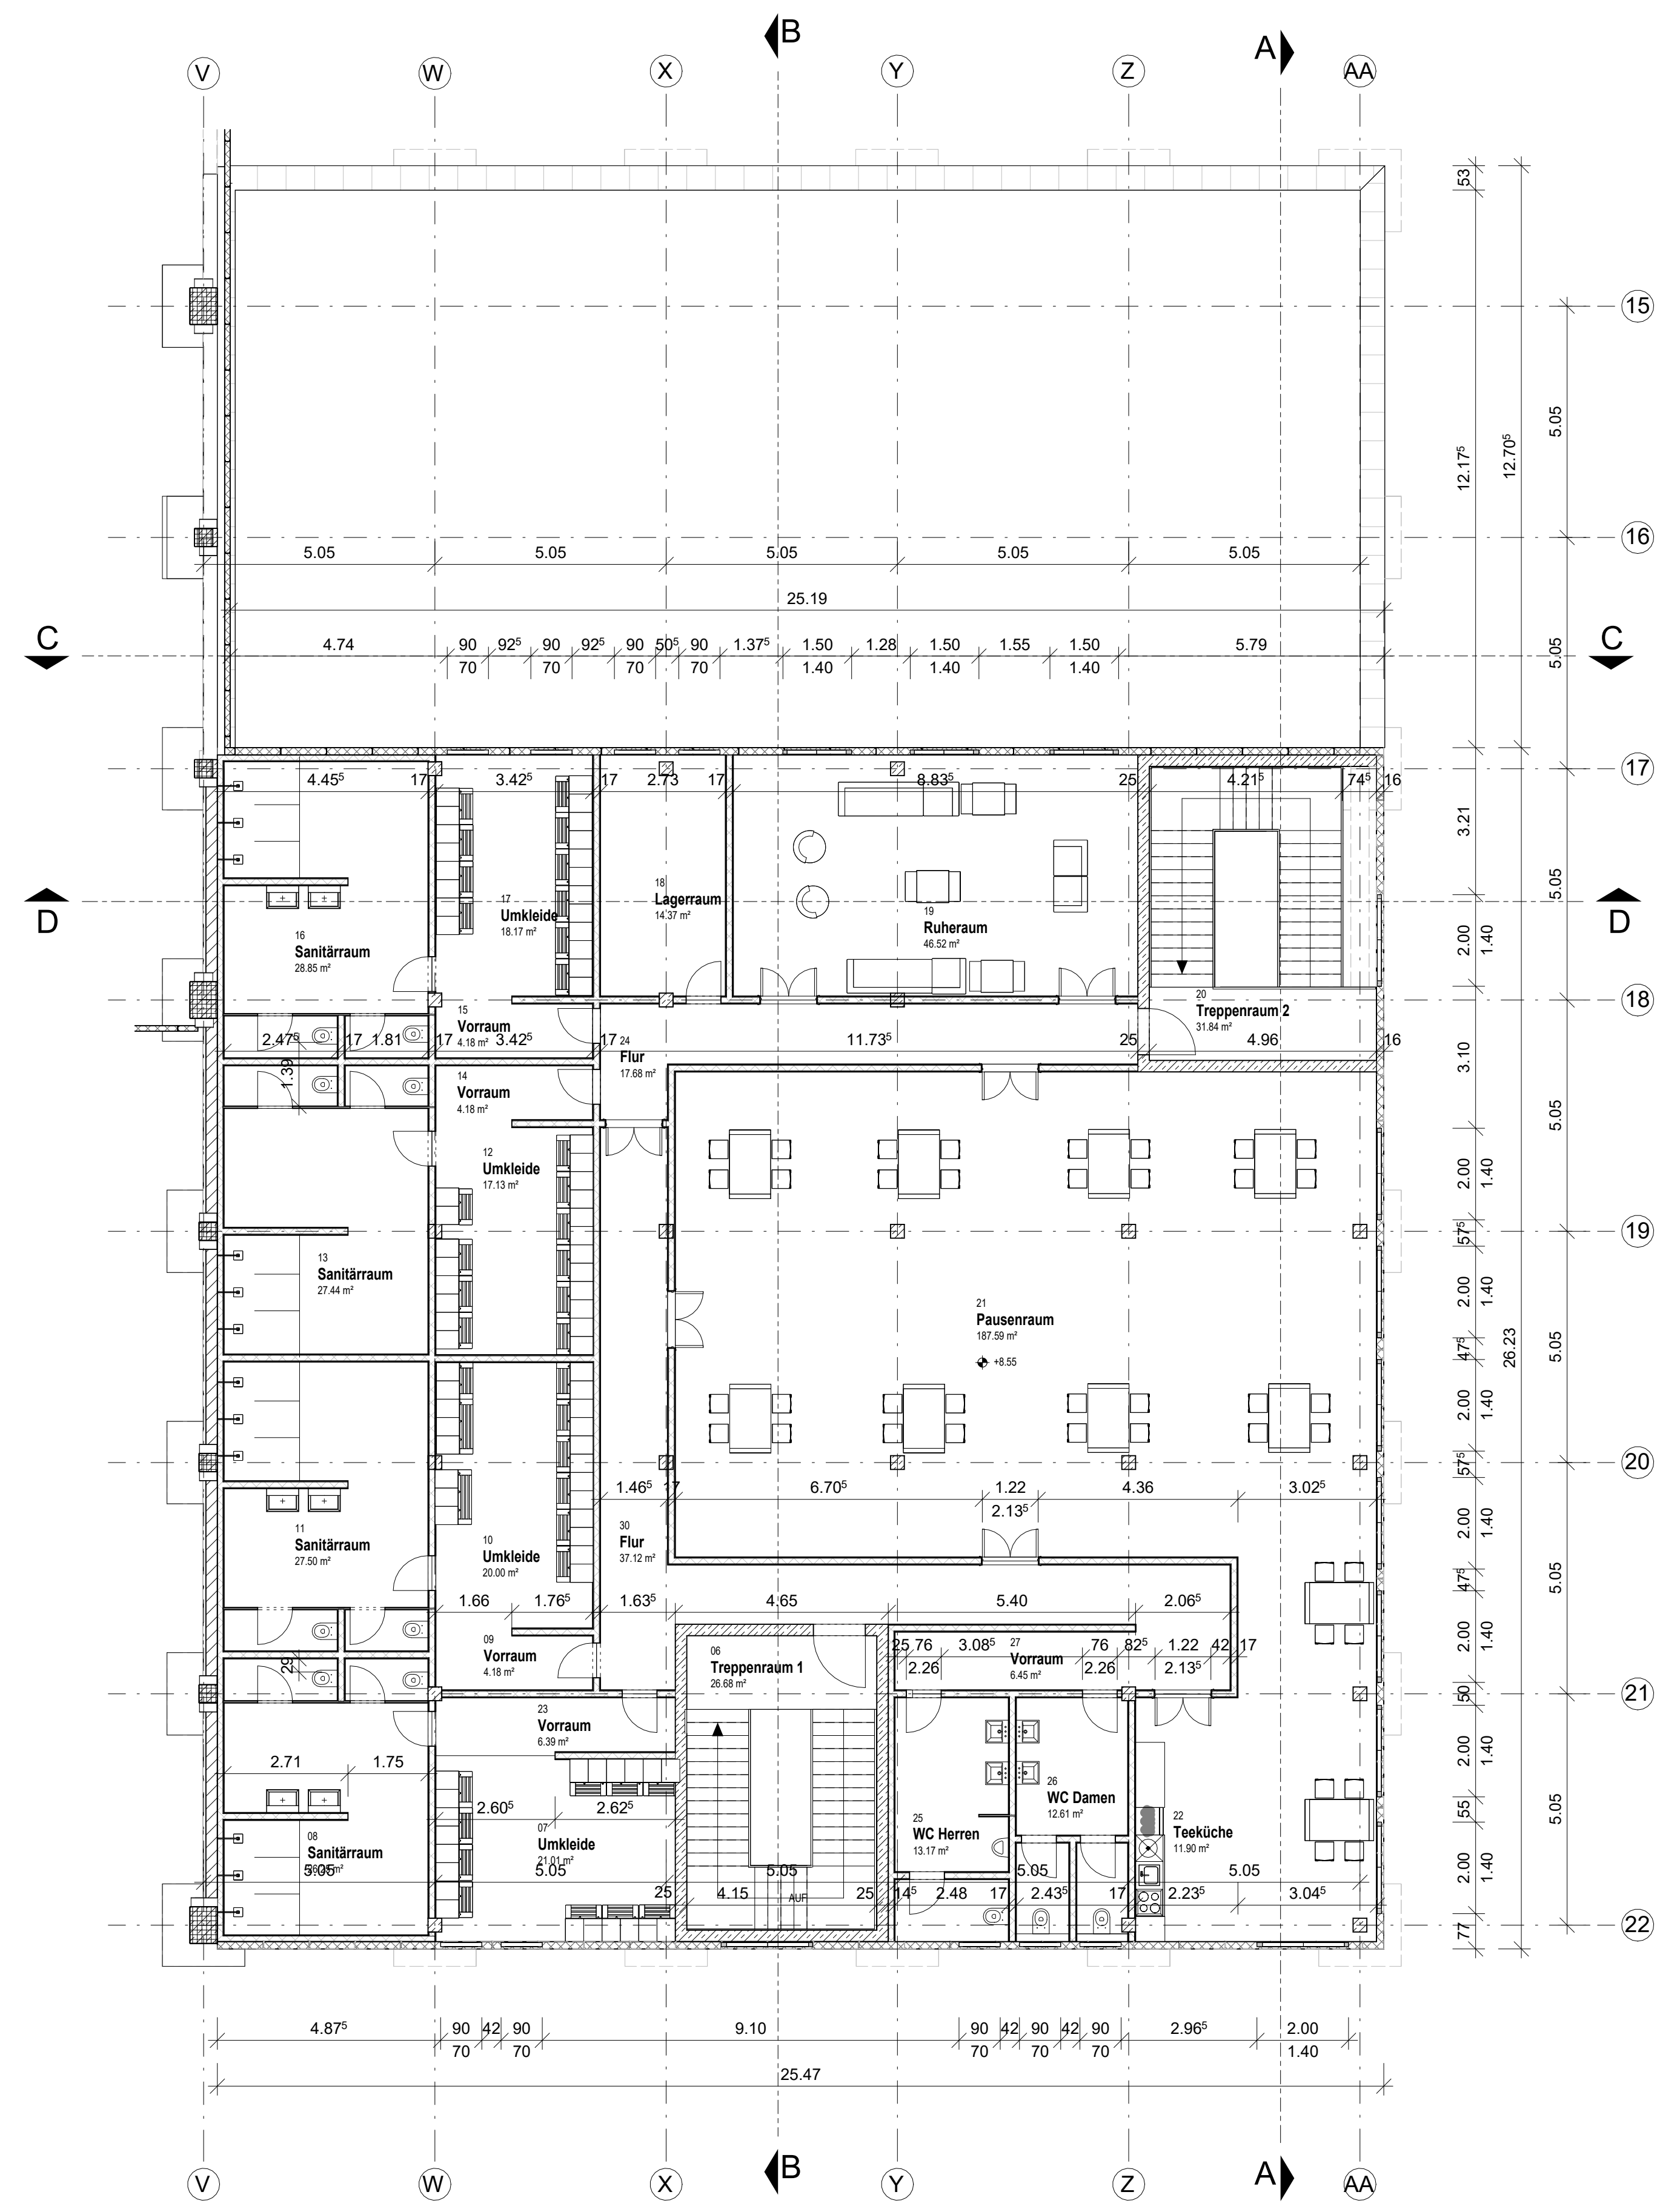 B
A
V
W
X
Y
Z
AA
53
15
5.05
12.17⁵
12.70⁵
16
5.05 5.05 5.05 5.05 5.05
25.19
C
C
5.05
4.74 90 92⁵ 90 92⁵ 90 50⁵ 90 1.37⁵ 1.50 1.28 1.50 1.55 1.50 5.79
70 70 70 70 1.40 1.40 1.40
17
4.45⁵ 17 3.42⁵ 17 2.73 17 8.83⁵ 25 4.21⁵ 74⁵ 16
3.21
5.05
D
D
18
Lagerraum
14.37 m²
17
Umkleide
18.17 m²
19
Ruheraum
46.52 m²
16
Sanitärraum
28.85 m²
2.00
1.40
18
20
Treppenraum 2
31.84 m²
15
Vorraum
4.18 m²
2.47⁵ 17 1.81 17 3.42⁵ 17 11.73⁵ 25 4.96 16
24
Flur
17.68 m²
1.39
3.10
14
Vorraum
4.18 m²
5.05
12
Umkleide
17.13 m²
2.00
1.40
57⁵
19
13
Sanitärraum
27.44 m²
2.00
1.40
21
Pausenraum
187.59 m²
+8.55
47⁵
26.23
5.05
2.00
1.40
57⁵
20
1.46⁵ 17 6.70⁵ 1.22 4.36 3.02⁵
2.13⁵
11
Sanitärraum
27.50 m²
10
Umkleide
20.00 m²
30
Flur
37.12 m²
2.00
1.40
47⁵
5.05
1.66 1.76⁵ 1.63⁵ 4.65 5.40 2.06⁵
2.00
1.40
09
Vorraum
4.18 m²
06
Treppenraum 1
26.68 m²
25 76 3.08⁵ 76 82⁵ 1.22 42 17
2.26 2.26 2.13⁵
27
Vorraum
6.45 m²
29
50
21
23
Vorraum
6.39 m²
2.71 1.75
2.00
1.40
2.60⁵ 2.62⁵
55
5.05
26
WC Damen
12.61 m²
25
WC Herren
13.17 m²
22
Teeküche
11.90 m²
07
Umkleide
21.01 m²
08
Sanitärraum
5.05 5.05 5.05 5.05 5.05
2.00
1.40
25 4.15 25 14⁵ 2.48 17 2.43⁵ 17 2.23⁵ 3.04⁵
AUF
77
22
4.87⁵ 90 42 90 9.10 90 42 90 42 90 2.96⁵ 2.00
70 70 70 70 70 1.40
25.47
V
W
X
B
Y
Z
A
AA